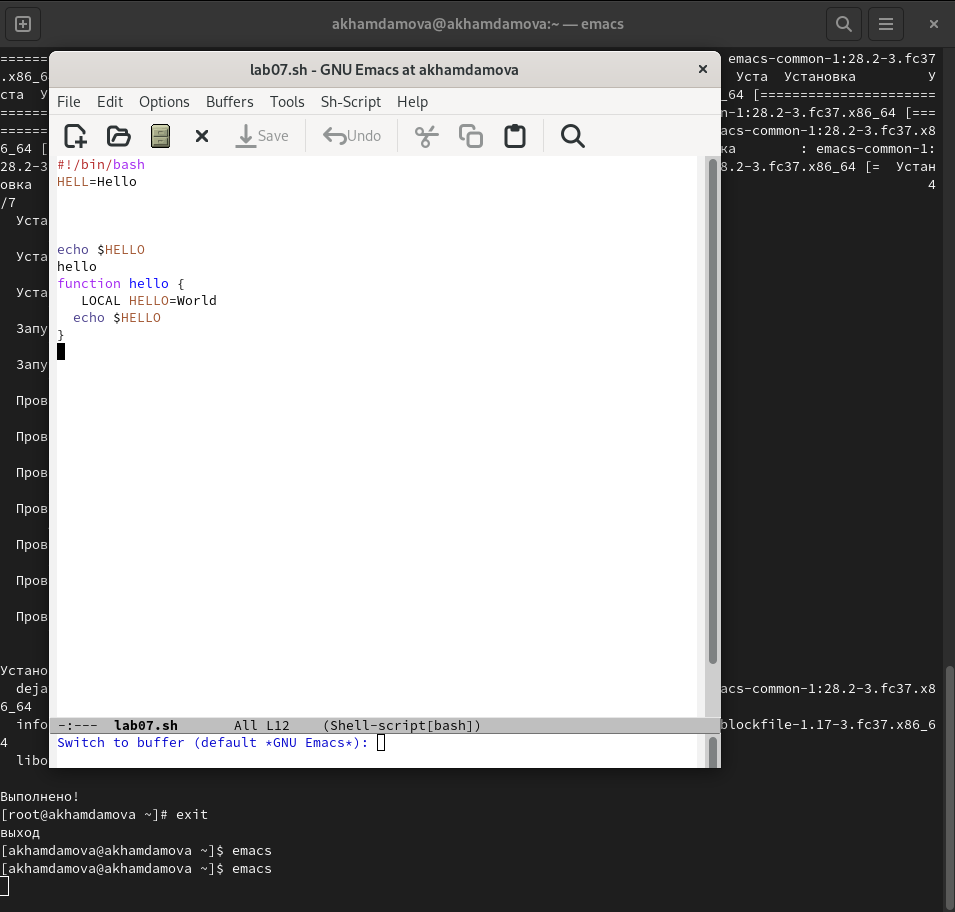 akhamdamova@akhamdamova:~ — emacs
====== emacs-common-1:28.2-3.fc37
.x86_6 Уста Установка У
ста У _64 [======================
====== n-1:28.2-3.fc37.x86_64 [===
====== acs-common-1:28.2-3.fc37.x8
6_64 [ ка : emacs-common-1:
28.2-3 8.2-3.fc37.x86_64 [= Устан
овка 4
/7
Уста
Уста
Уста
Запу
Запу
Пров
Пров
Пров
Пров
Пров
Пров
Пров
Устано
deja acs-common-1:28.2-3.fc37.x8
6_64
info blockfile-1.17-3.fc37.x86_6
4
libo
Выполнено!
[root@akhamdamova ~]# exit
выход
[akhamdamova@akhamdamova ~]$ emacs
[akhamdamova@akhamdamova ~]$ emacs
lab07.sh - GNU Emacs at akhamdamova
File Edit Options Buffers Tools Sh-Script Help
Save Undo
#!/bin/bash
HELL=Hello
echo $HELLO
hello
function hello {
LOCAL HELLO=World
echo $HELLO
}
-:--- lab07.sh All L12 (Shell-script[bash])
Switch to buffer (default *GNU Emacs*):